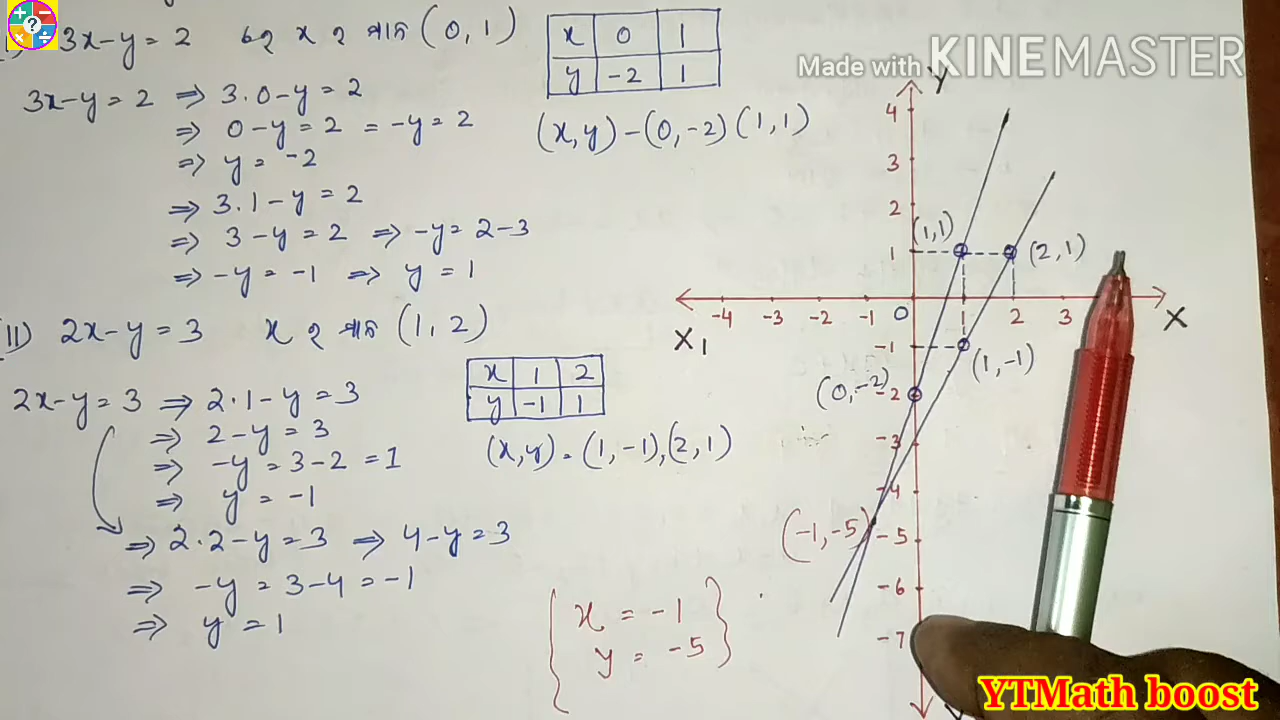 3x-y = 2 x (0, 1)
x 0 1
y -2 1
3x-y = 2 ⇒ 3.0-y = 2
⇒ 0-y = 2 = -y = 2
⇒ y = -2
⇒ 3.1-y = 2
⇒ 3-y = 2 ⇒ -y = 2-3
⇒ -y = -1 ⇒ y = 1
(x,y) - (0,-2) (1,1)
(II) 2x-y = 3 x (1, 2)
x 1 2
y -1 1
2x-y = 3 ⇒ 2·1-y = 3
⇒ 2-y = 3
⇒ -y = 3-2 = 1
⇒ y = -1
⇒ 2·2-y = 3 ⇒ 4-y = 3
⇒ -y = 3-4 = -1
⇒ y = 1
(x,y) = (1,-1), (2,1)
{ x = -1
y = -5 }
Made with KINEMASTER
Y
4
3
2
(1,1)
1
(2,1)
-4 -3 -2 -1 0 1 2 3 X
X1
-1
(1,-1)
(0,-2) -2
-3
-4
(-1,-5) -5
-6
-7
YTMath boost